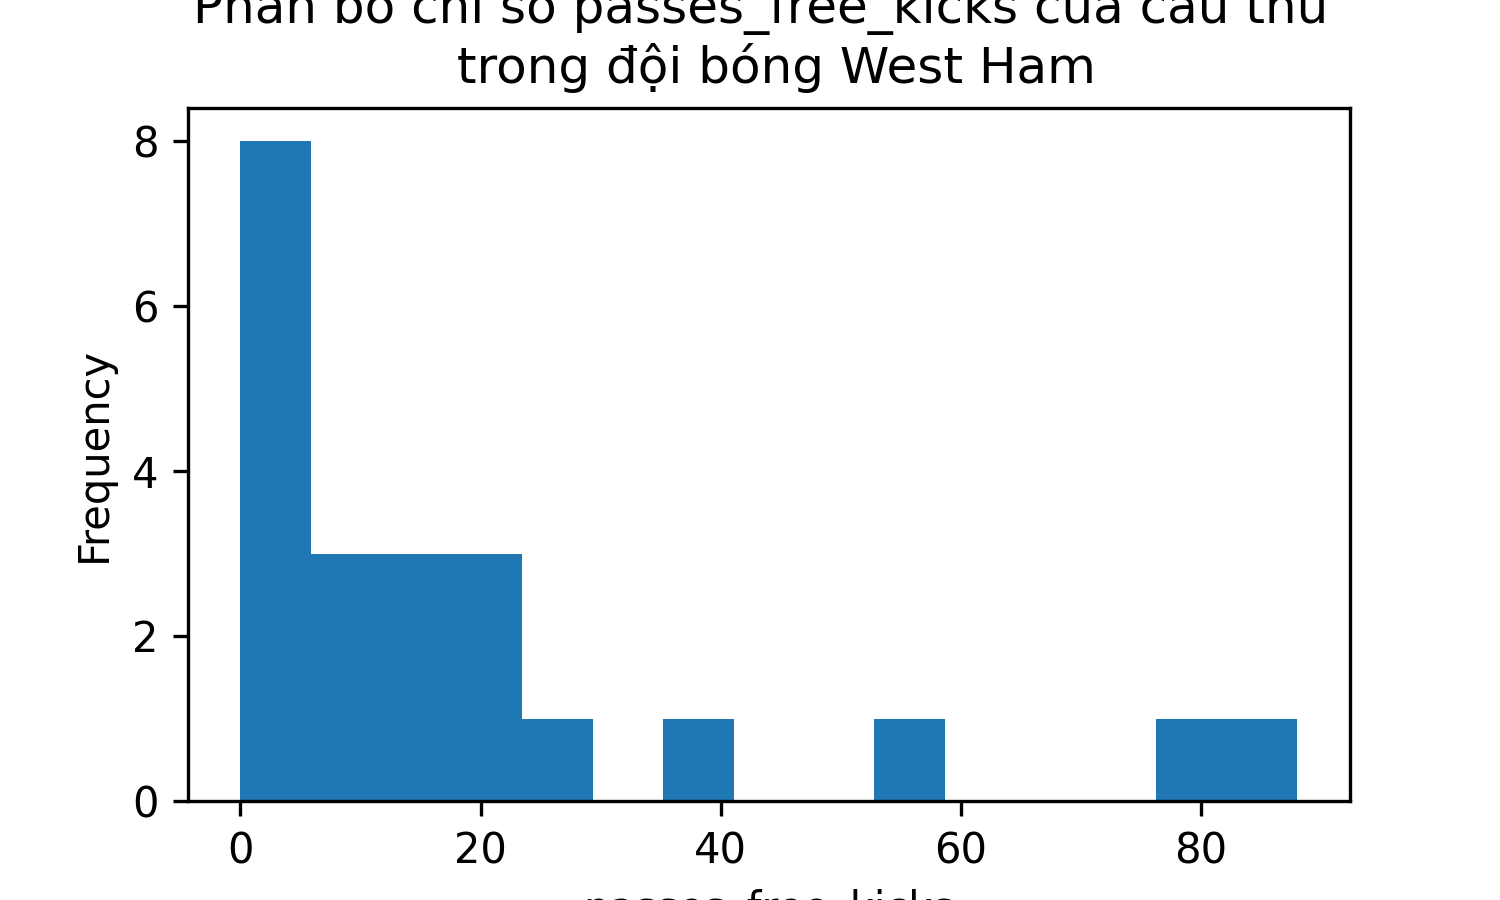 Phân bố chỉ số passes_free_kicks của cầu thủ
trong đội bóng West Ham
8
6
4
2
0
Frequency
0 20 40 60 80
passes_free_kicks